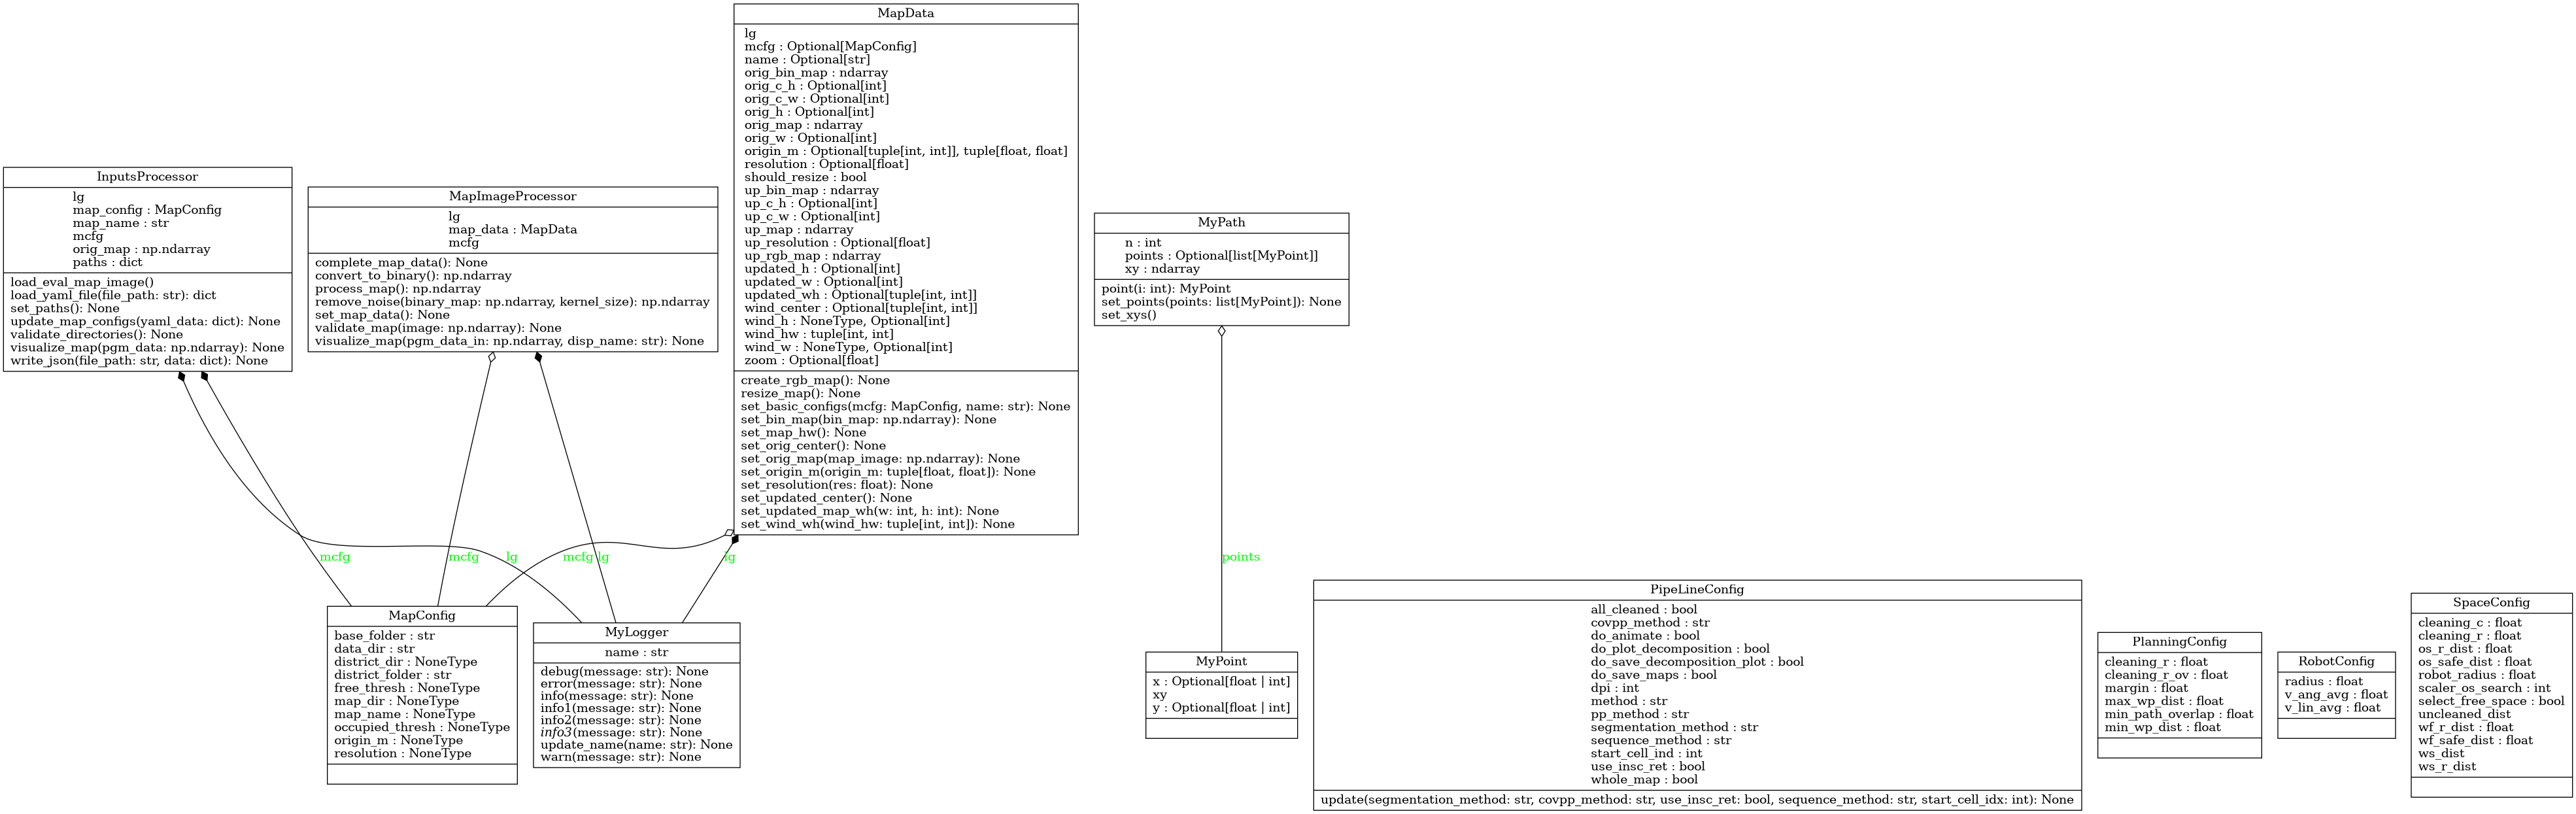 InputsProcessor
lg
map_config : MapConfig
map_name : str
mcfg
orig_map : np.ndarray
paths : dict
load_eval_map_image()
load_yaml_file(file_path: str): dict
set_paths(): None
update_map_configs(yaml_data: dict): None
validate_directories(): None
visualize_map(pgm_data: np.ndarray): None
write_json(file_path: str, data: dict): None
MapImageProcessor
lg
map_data : MapData
mcfg
complete_map_data(): None
convert_to_binary(): np.ndarray
process_map(): np.ndarray
remove_noise(binary_map: np.ndarray, kernel_size): np.ndarray
set_map_data(): None
validate_map(image: np.ndarray): None
visualize_map(pgm_data_in: np.ndarray, disp_name: str): None
MapData
lg
mcfg : Optional[MapConfig]
name : Optional[str]
orig_bin_map : ndarray
orig_c_h : Optional[int]
orig_c_w : Optional[int]
orig_h : Optional[int]
orig_map : ndarray
orig_w : Optional[int]
origin_m : Optional[tuple[int, int]], tuple[float, float]
resolution : Optional[float]
should_resize : bool
up_bin_map : ndarray
up_c_h : Optional[int]
up_c_w : Optional[int]
up_map : ndarray
up_resolution : Optional[float]
up_rgb_map : ndarray
updated_h : Optional[int]
updated_w : Optional[int]
updated_wh : Optional[tuple[int, int]]
wind_center : Optional[tuple[int, int]]
wind_h : NoneType, Optional[int]
wind_hw : tuple[int, int]
wind_w : NoneType, Optional[int]
zoom : Optional[float]
create_rgb_map(): None
resize_map(): None
set_basic_configs(mcfg: MapConfig, name: str): None
set_bin_map(bin_map: np.ndarray): None
set_map_hw(): None
set_orig_center(): None
set_orig_map(map_image: np.ndarray): None
set_origin_m(origin_m: tuple[float, float]): None
set_resolution(res: float): None
set_updated_center(): None
set_updated_map_wh(w: int, h: int): None
set_wind_wh(wind_hw: tuple[int, int]): None
MyPath
n : int
points : Optional[list[MyPoint]]
xy : ndarray
point(i: int): MyPoint
set_points(points: list[MyPoint]): None
set_xys()
mcfg
mcfg
lg
mcfg
lg
lg
points
MapConfig
base_folder : str
data_dir : str
district_dir : NoneType
district_folder : str
free_thresh : NoneType
map_dir : NoneType
map_name : NoneType
occupied_thresh : NoneType
origin_m : NoneType
resolution : NoneType
MyLogger
name : str
debug(message: str): None
error(message: str): None
info(message: str): None
info1(message: str): None
info2(message: str): None
info3(message: str): None
update_name(name: str): None
warn(message: str): None
MyPoint
x : Optional[float | int]
xy
y : Optional[float | int]
PipeLineConfig
all_cleaned : bool
covpp_method : str
do_animate : bool
do_plot_decomposition : bool
do_save_decomposition_plot : bool
do_save_maps : bool
dpi : int
method : str
pp_method : str
segmentation_method : str
sequence_method : str
start_cell_ind : int
use_insc_ret : bool
whole_map : bool
update(segmentation_method: str, covpp_method: str, use_insc_ret: bool, sequence_method: str, start_cell_idx: int): None
PlanningConfig
cleaning_r : float
cleaning_r_ov : float
margin : float
max_wp_dist : float
min_path_overlap : float
min_wp_dist : float
RobotConfig
radius : float
v_ang_avg : float
v_lin_avg : float
SpaceConfig
cleaning_c : float
cleaning_r : float
os_r_dist : float
os_safe_dist : float
robot_radius : float
scaler_os_search : int
select_free_space : bool
uncleaned_dist
wf_r_dist : float
wf_safe_dist : float
ws_dist
ws_r_dist